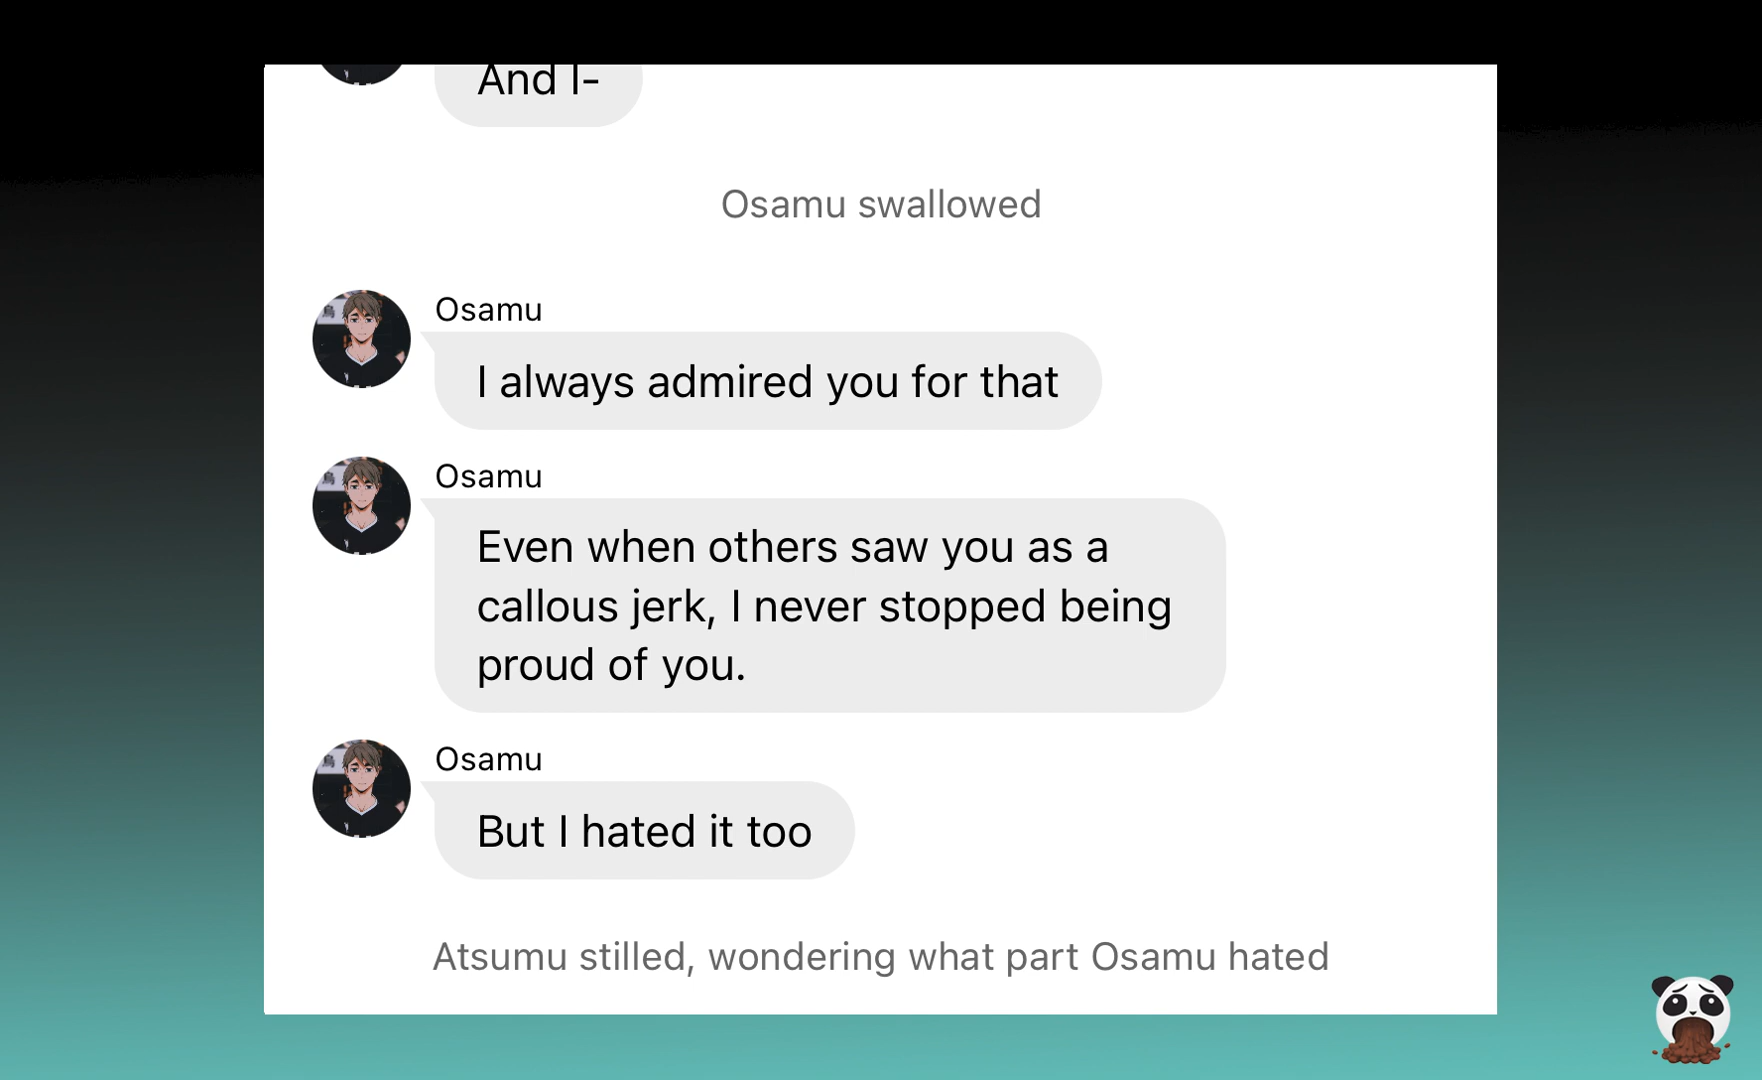 And I-
Osamu swallowed
Osamu
I always admired you for that
Osamu
Even when others saw you as a
callous jerk, I never stopped being
proud of you.
Osamu
But I hated it too
Atsumu stilled, wondering what part Osamu hated